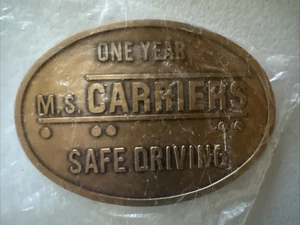 ONE YEAR
M.S. CARRIERS
SAFE DRIVING